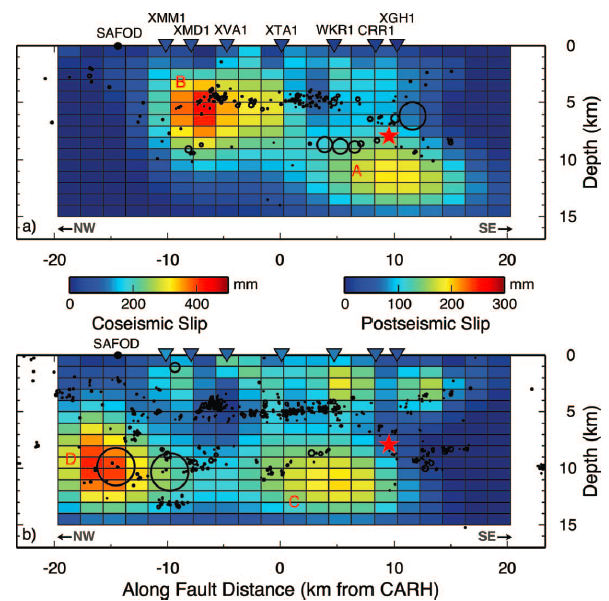 XMM1 XGH1
SAFOD XMD1 XVA1 XTA1 WKR1 CRR1
0
B
5
Depth (km)
10
A
15
a) NW SE
-20 -10 0 10 20
0 200 400 mm 0 100 200 300 mm
Coseismic Slip Postseismic Slip
SAFOD
0
5
Depth (km)
D
10
C
15
b) NW SE
-20 -10 0 10 20
Along Fault Distance (km from CARH)